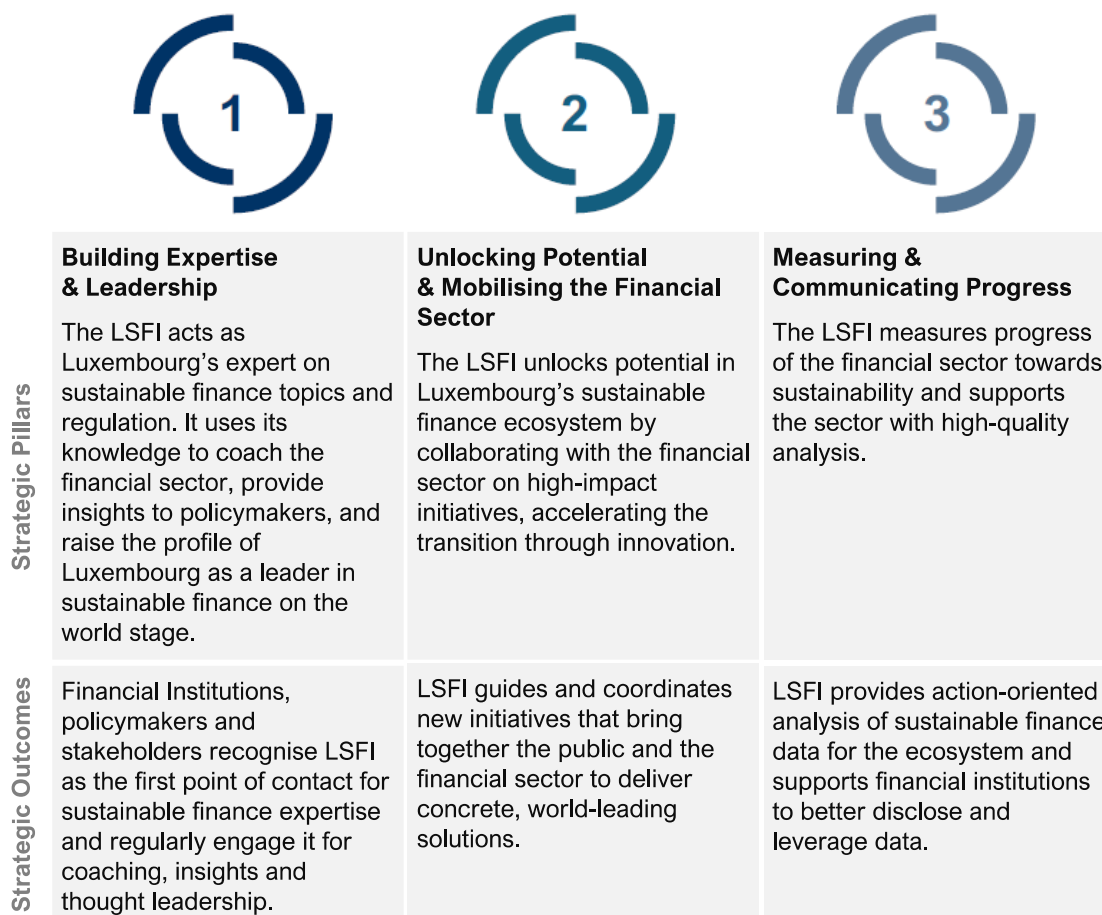 1
2
3
Building Expertise
& Leadership
The LSFI acts as
Luxembourg’s expert on
sustainable finance topics and
regulation. It uses its
knowledge to coach the
financial sector, provide
insights to policymakers, and
raise the profile of
Luxembourg as a leader in
sustainable finance on the
world stage.
Unlocking Potential
& Mobilising the Financial
Sector
The LSFI unlocks potential in
Luxembourg’s sustainable
finance ecosystem by
collaborating with the financial
sector on high-impact
initiatives, accelerating the
transition through innovation.
Measuring &
Communicating Progress
The LSFI measures progress
of the financial sector towards
sustainability and supports
the sector with high-quality
analysis.
Strategic Pillars
Financial Institutions,
policymakers and
stakeholders recognise LSFI
as the first point of contact for
sustainable finance expertise
and regularly engage it for
coaching, insights and
thought leadership.
LSFI guides and coordinates
new initiatives that bring
together the public and the
financial sector to deliver
concrete, world-leading
solutions.
LSFI provides action-oriented
analysis of sustainable finance
data for the ecosystem and
supports financial institutions
to better disclose and
leverage data.
Strategic Outcomes